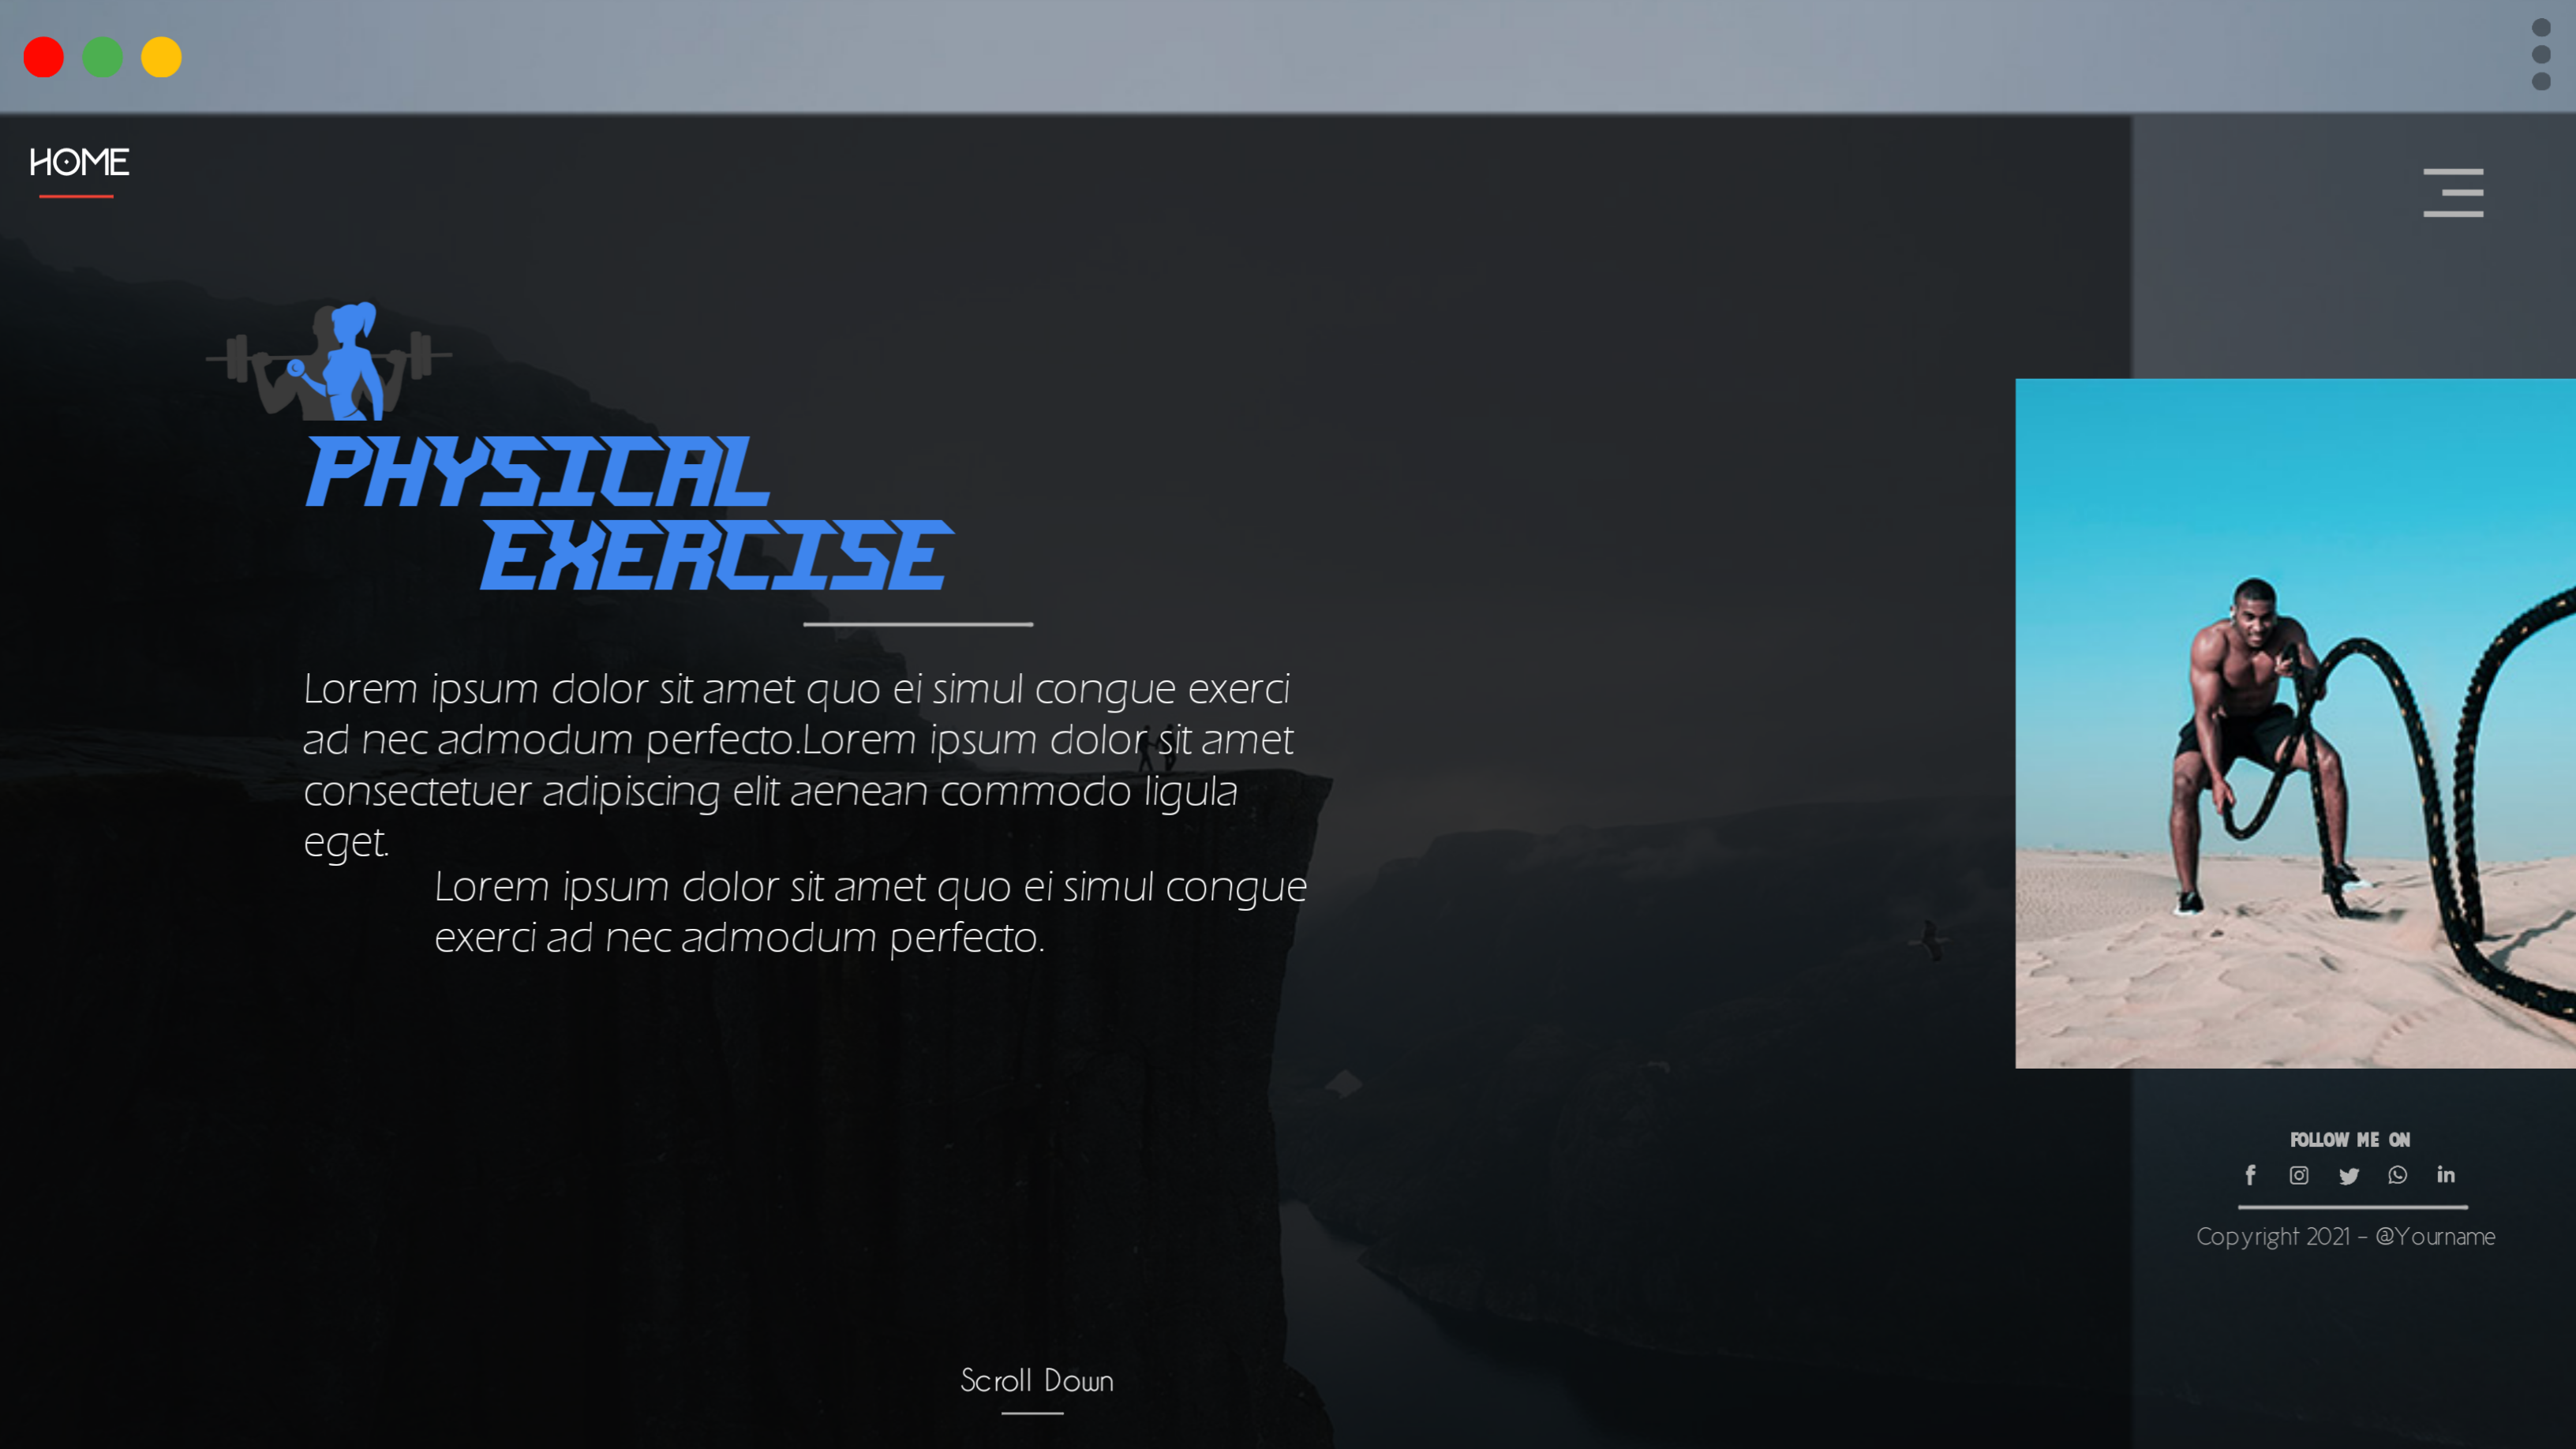 HOME
PHYSICAL
EXERCISE
Lorem ipsum dolor sit amet quo ei simul congue exerci
ad nec admodum perfecto.Lorem ipsum dolor sit amet
consectetuer adipiscing elit aenean commodo ligula
eget.
Lorem ipsum dolor sit amet quo ei simul congue
exerci ad nec admodum perfecto.
FOLLOW ME ON
Copyright 2021 - @Yourname
Scroll Down